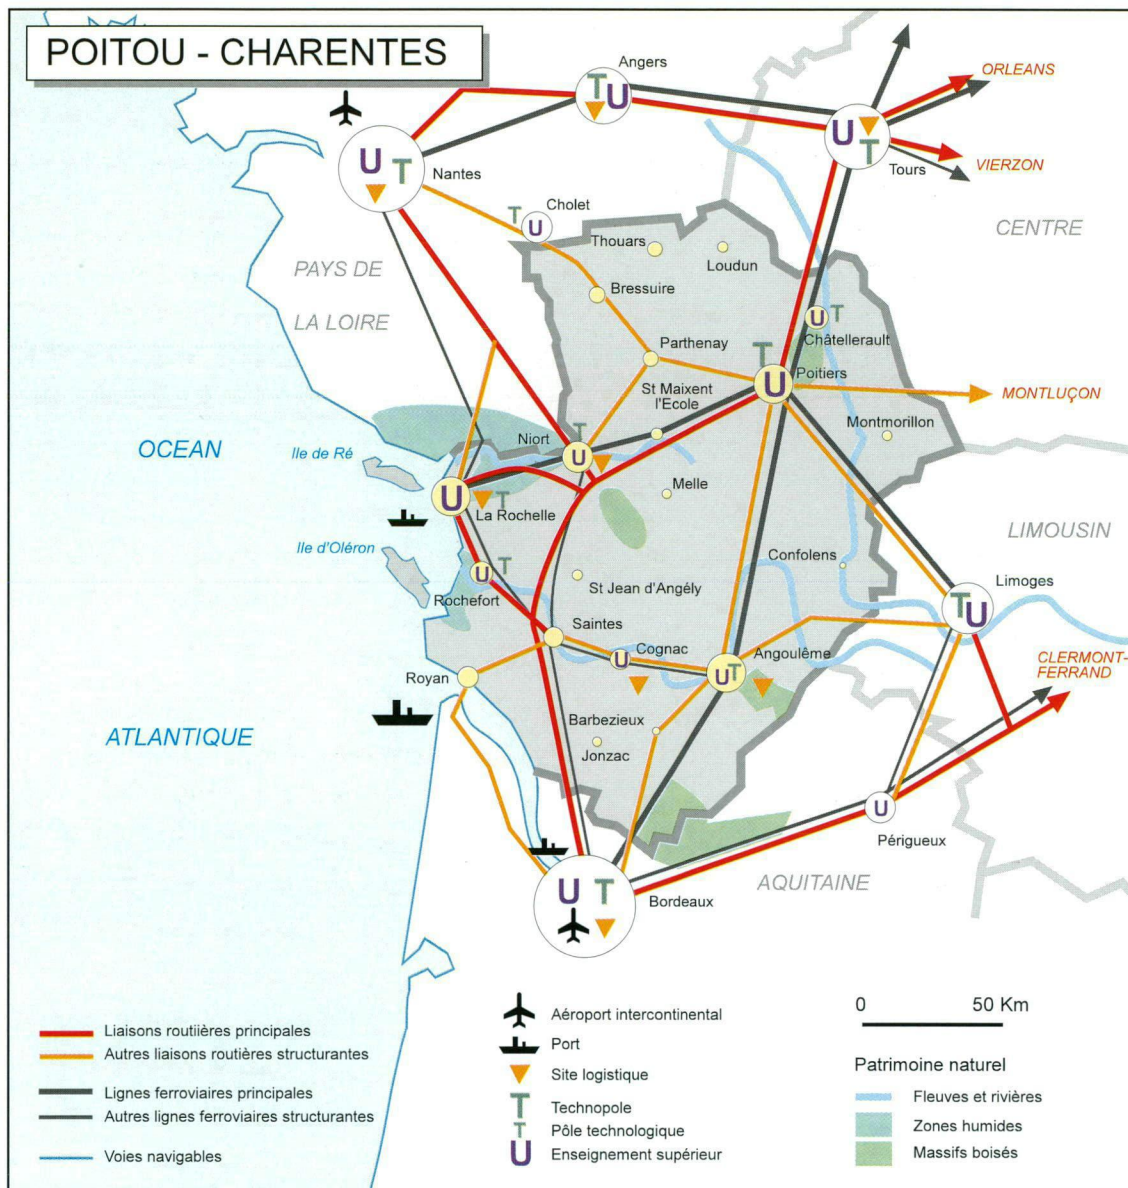 POITOU - CHARENTES
Angers
ORLEANS
U
T
T
U
U
T
Nantes
Tours
VIERZON
T
U
Cholet
CENTRE
Thouars
Loudun
PAYS DE
LA LOIRE
Bressuire
U
T
Châtellerault
Parthenay
T
U
Poitiers
St Maixent
l'Ecole
MONTLUÇON
Montmorillon
OCEAN
Ile de Ré
Niort
T
U
Melle
U
T
La Rochelle
LIMOUSIN
Ile d'Oléron
Confolens
U
T
Rochefort
St Jean d'Angély
Limoges
T
U
Saintes
Cognac
U
Angoulême
U
T
CLERMONT-
FERRAND
Royan
Barbezieux
Jonzac
ATLANTIQUE
U
Périgueux
AQUITAINE
U
T
Bordeaux
Liaisons routiières principales
Autres liaisons routières structurantes
Lignes ferroviaires principales
Autres lignes ferroviaires structurantes
Voies navigables
Aéroport intercontinental
Port
Site logistique
T Technopole
T Pôle technologique
U Enseignement supérieur
0 50 Km
Patrimoine naturel
Fleuves et rivières
Zones humides
Massifs boisés